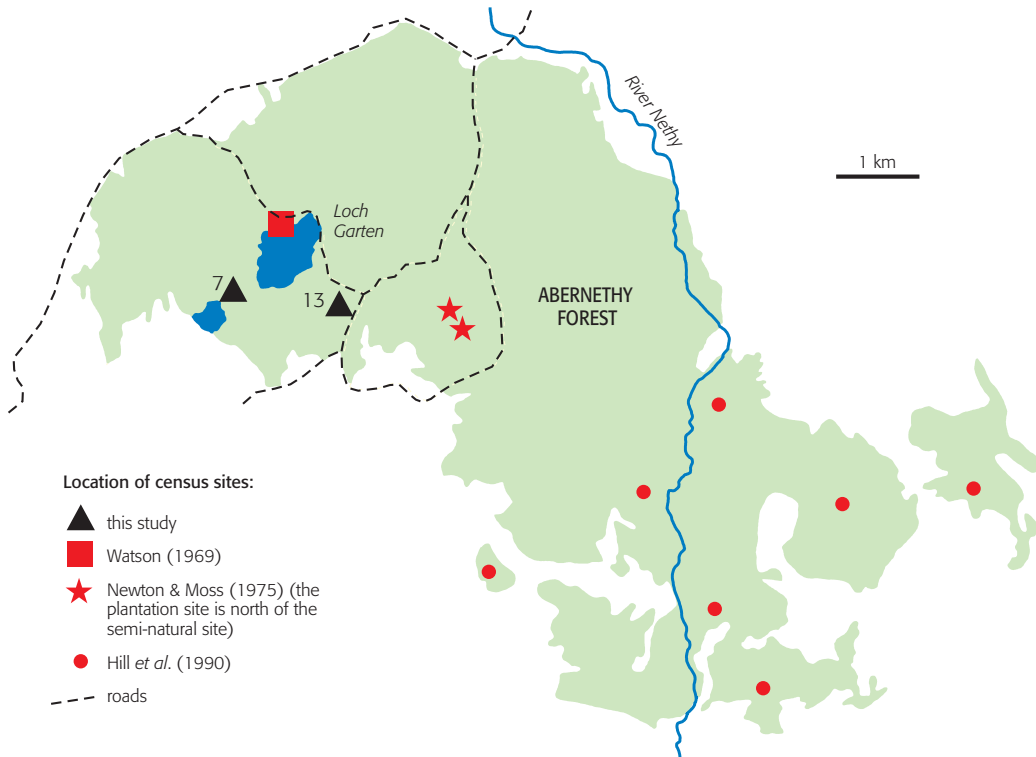 River Nethy
1 km
Loch
Garten
7
13
ABERNETHY
FOREST
Location of census sites:
this study
Watson (1969)
Newton & Moss (1975) (the
plantation site is north of the
semi-natural site)
Hill et al. (1990)
roads